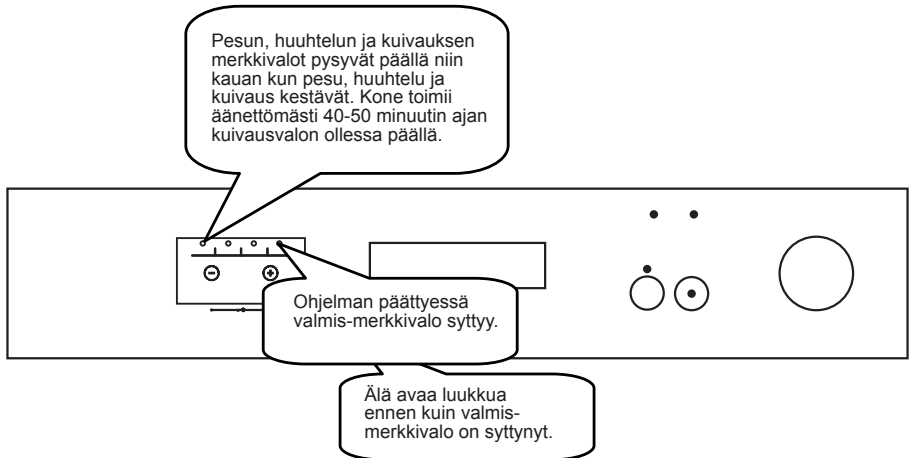 Pesun, huuhtelun ja kuivauksen
merkkivalot pysyvät päällä niin
kauan kun pesu, huuhtelu ja
kuivaus kestävät. Kone toimii
äänettömästi 40-50 minuutin ajan
kuivausvalon ollessa päällä.
Ohjelman päättyessä
valmis-merkkivalo syttyy.
Älä avaa luukkua
ennen kuin valmis-
merkkivalo on syttynyt.